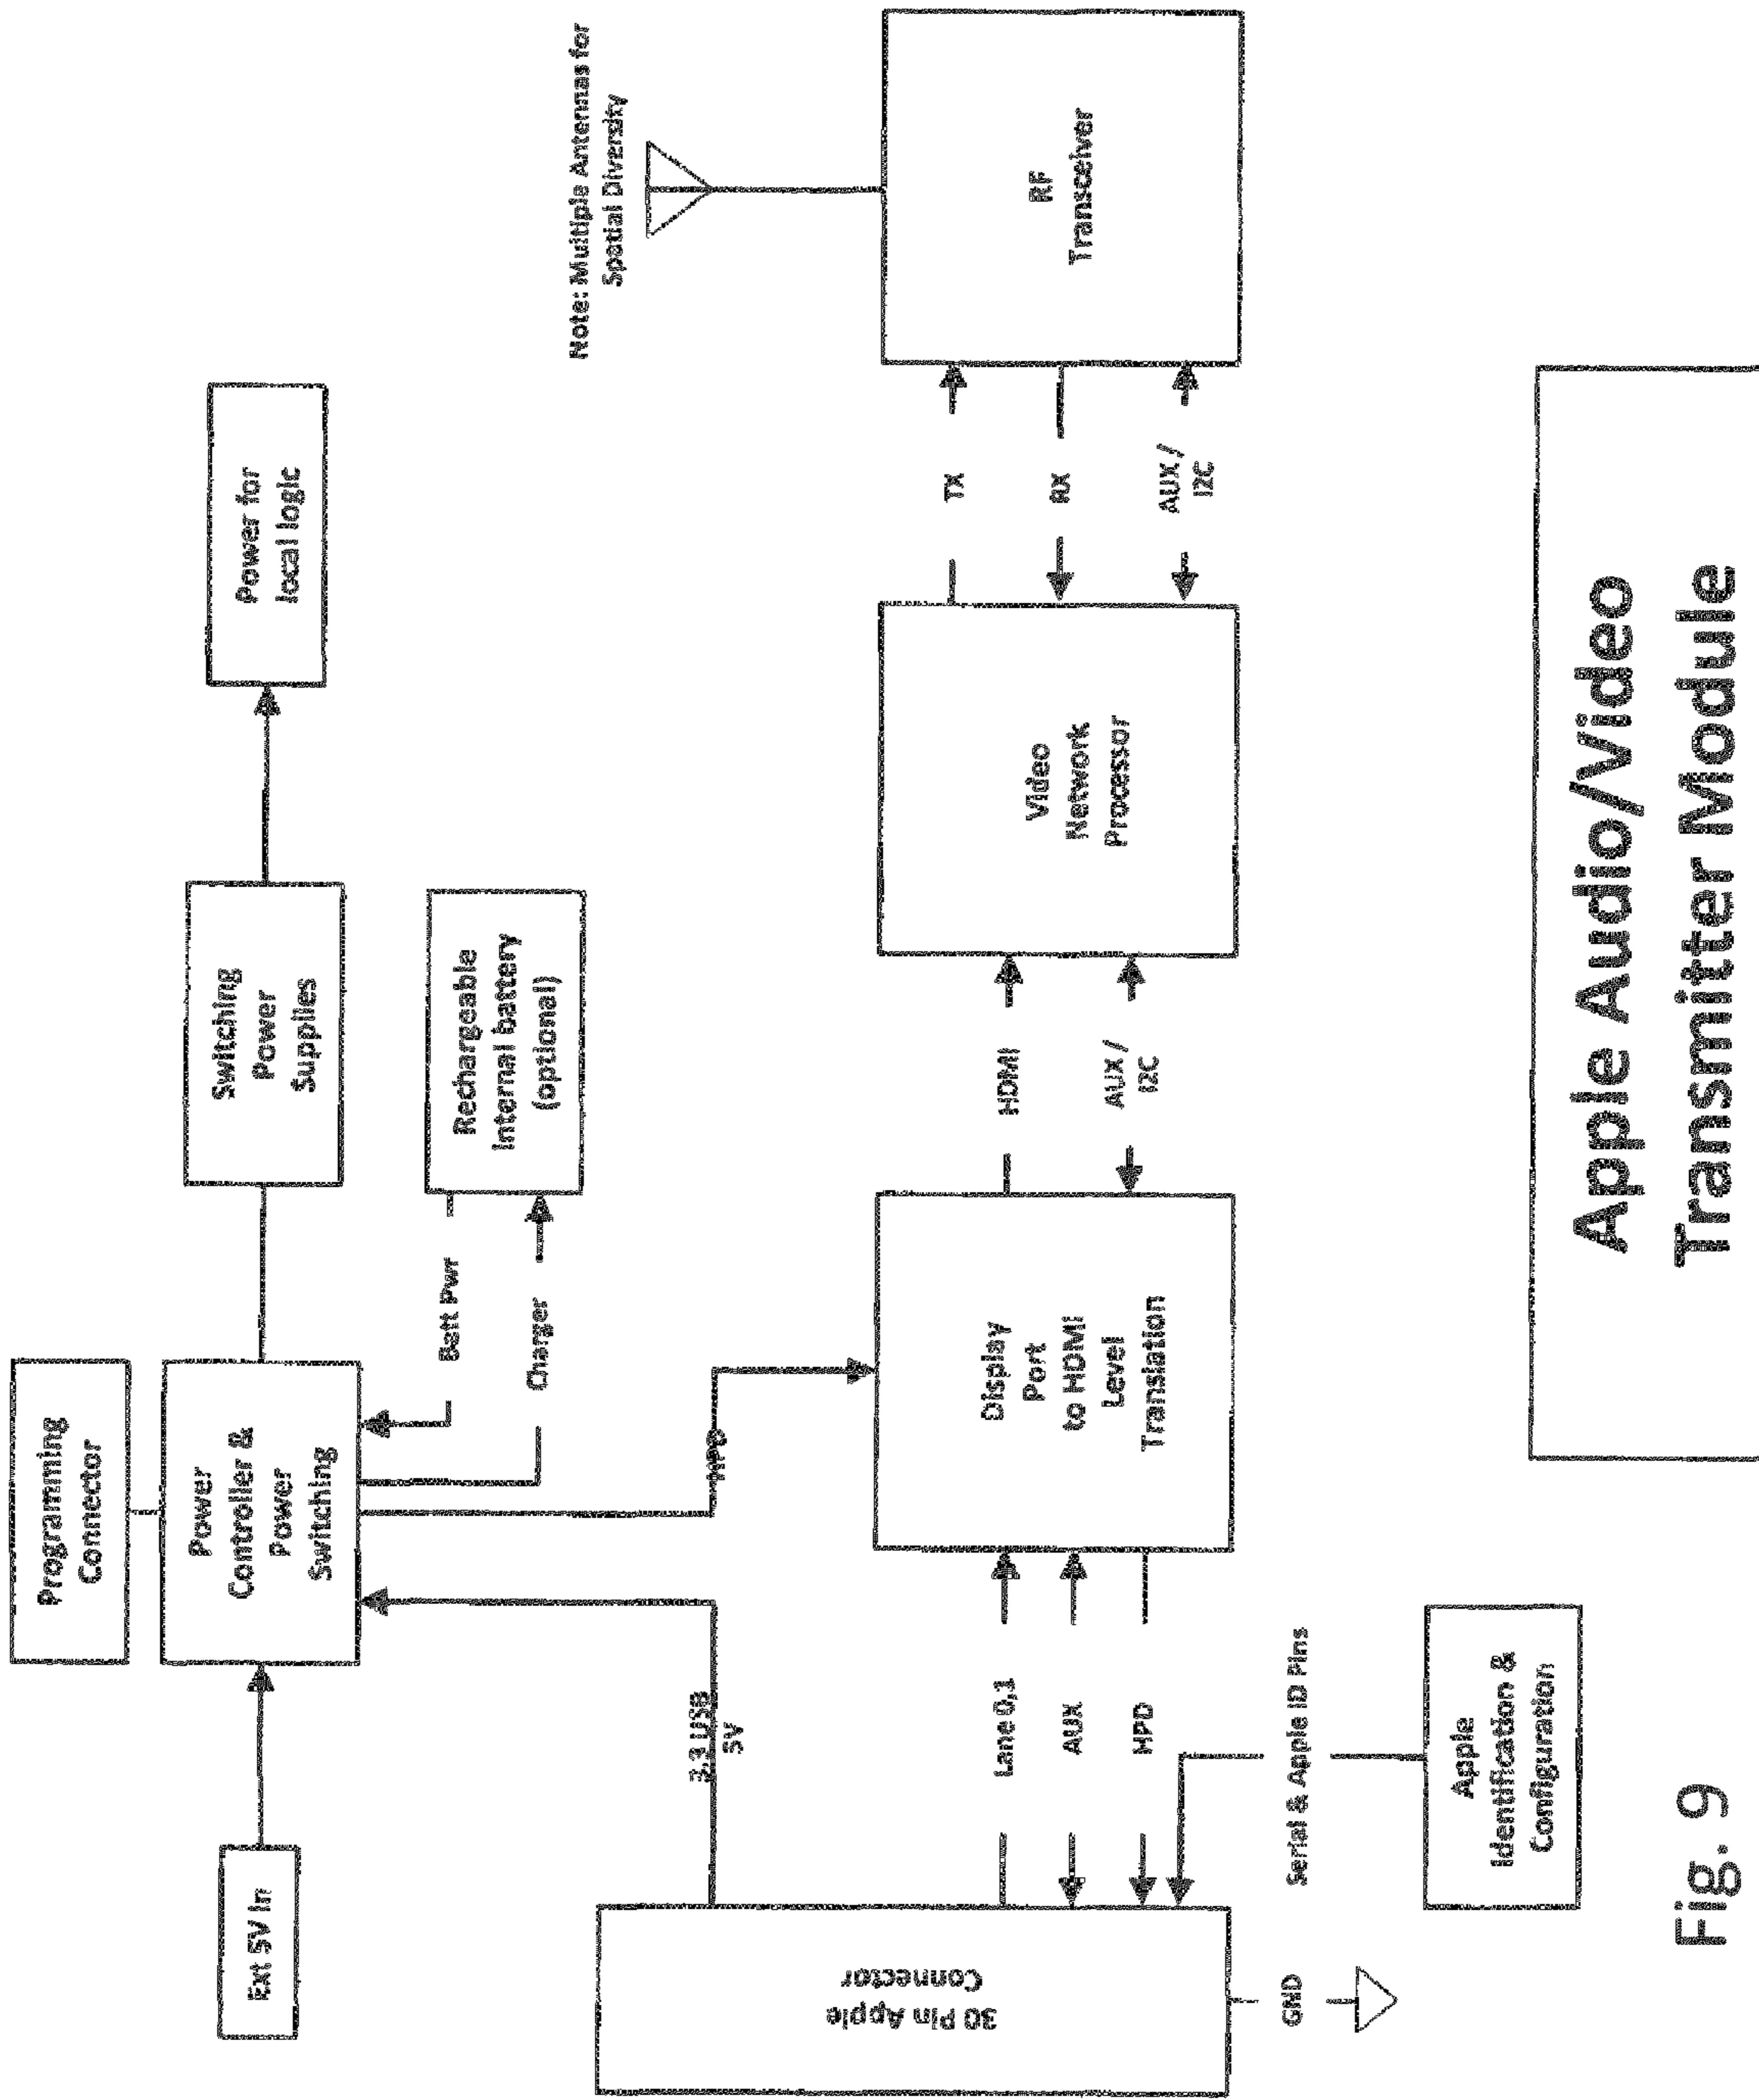 Programming
Connector
Ext 5V In
Power
Controller &
Power
Switching
Switching
Power
Supplies
Power for
local logic
Batt Pwr
Charger
Rechargeable
internal battery
(optional)
Note: Multiple Antennas for
Spatial Diversity
3.3 USB
5V
HPD
30 Pin Apple
Connector
Lane 0,1
AUX
HPD
Display
Port
to HDMI
Level
Translation
HDMI
AUX /
I2C
Video
Network
Processor
TX
RX
AUX /
I2C
RF
Transceiver
GND
Serial & Apple ID Pins
Apple
Identification &
Configuration
Fig. 9
Apple Audio/Video
Transmitter Module